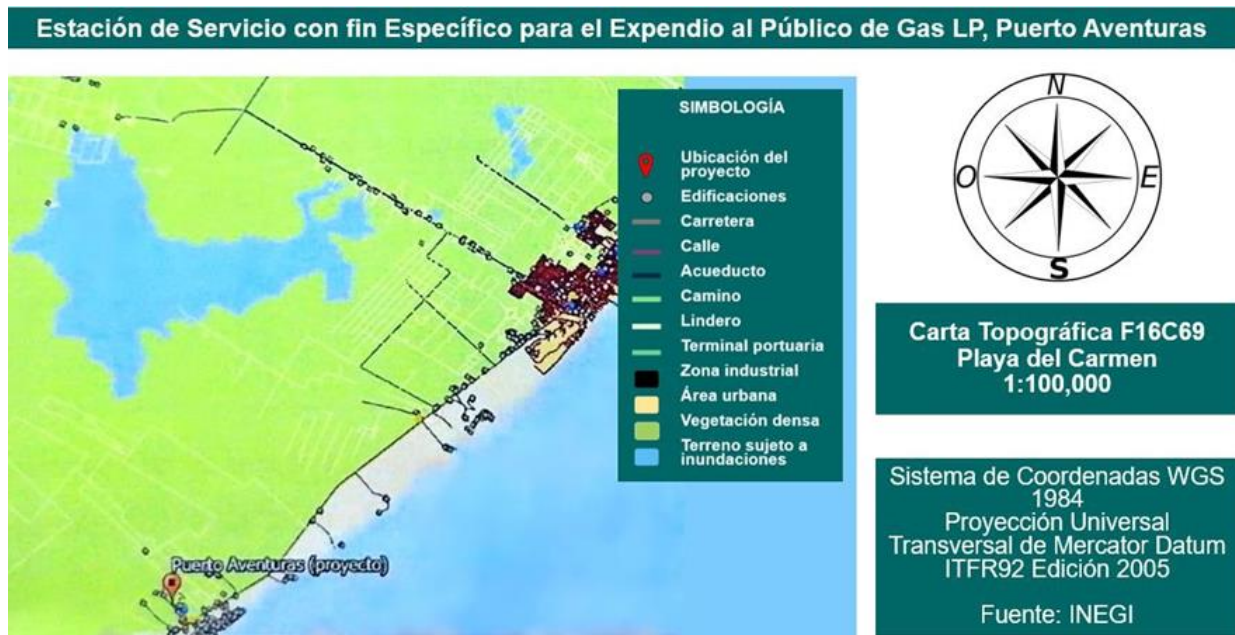 Estación de Servicio con fin Específico para el Expendio al Público de Gas LP, Puerto Aventuras
SIMBOLOGÍA
Ubicación del
proyecto
Edificaciones
Carretera
Calle
Acueducto
Camino
Lindero
Terminal portuaria
Zona industrial
Área urbana
Vegetación densa
Terreno sujeto a
inundaciones
Puerto Aventuras (proyecto)
N
O
E
S
Carta Topográfica F16C69
Playa del Carmen
1:100,000
Sistema de Coordenadas WGS
1984
Proyección Universal
Transversal de Mercator Datum
ITFR92 Edición 2005
Fuente: INEGI